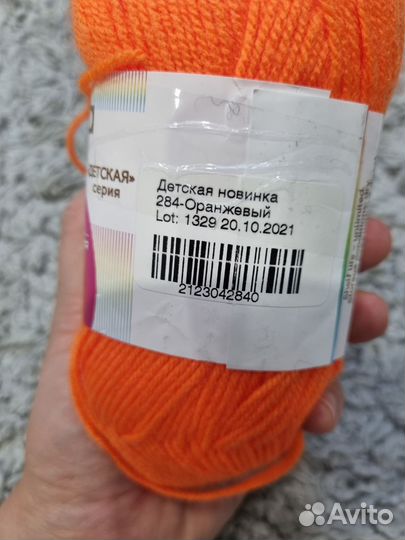 ДЕТСКАЯ»
серия
Детская новинка
284-Оранжевый
Lot: 1329 20.10.2021
2123042840
Avito